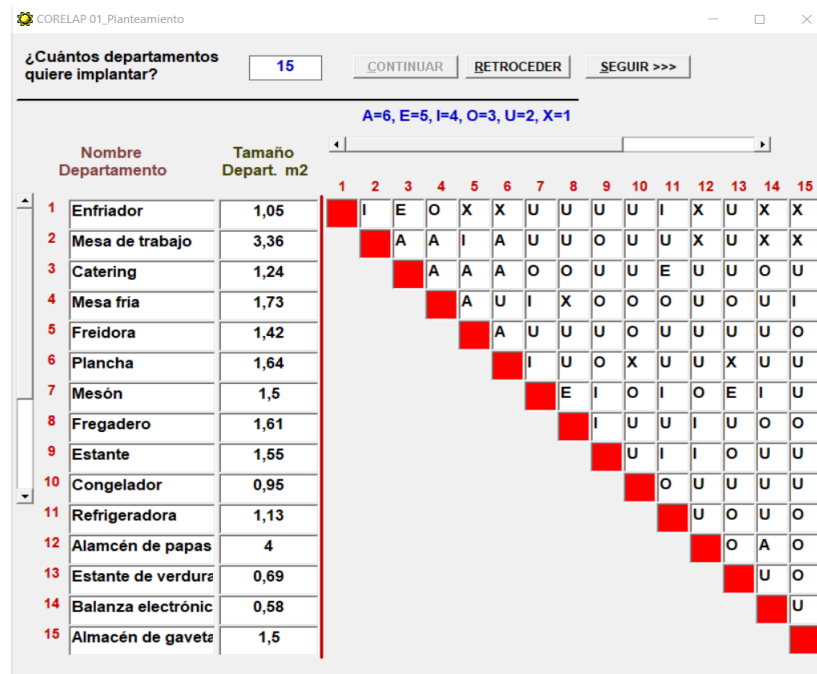 CORELAP 01_Planteamiento
¿Cuántos departamentos quiere implantar? 15 CONTINUAR RETROCEDER SEGUIR >>>
A=6, E=5, I=4, O=3, U=2, X=1
Nombre Departamento Tamaño Depart. m2
1 2 3 4 5 6 7 8 9 10 11 12 13 14 15
1 Enfriador 1,05 I E O X X U U U U I X U X X
2 Mesa de trabajo 3,36 A A I A U U O U U X U X X
3 Catering 1,24 A A A O O U U E U U O U
4 Mesa fría 1,73 A U I X O O O U O U I
5 Freidora 1,42 A U U U O U U U U O
6 Plancha 1,64 I U O X U U X U U
7 Mesón 1,5 E I O I O E I U
8 Fregadero 1,61 I U U I U O O
9 Estante 1,55 U I I O U U
10 Congelador 0,95 O U U U U
11 Refrigeradora 1,13 U O U O
12 Alamcén de papas 4 O A O
13 Estante de verdura 0,69 U O
14 Balanza electrónic 0,58 U
15 Almacén de gaveta 1,5